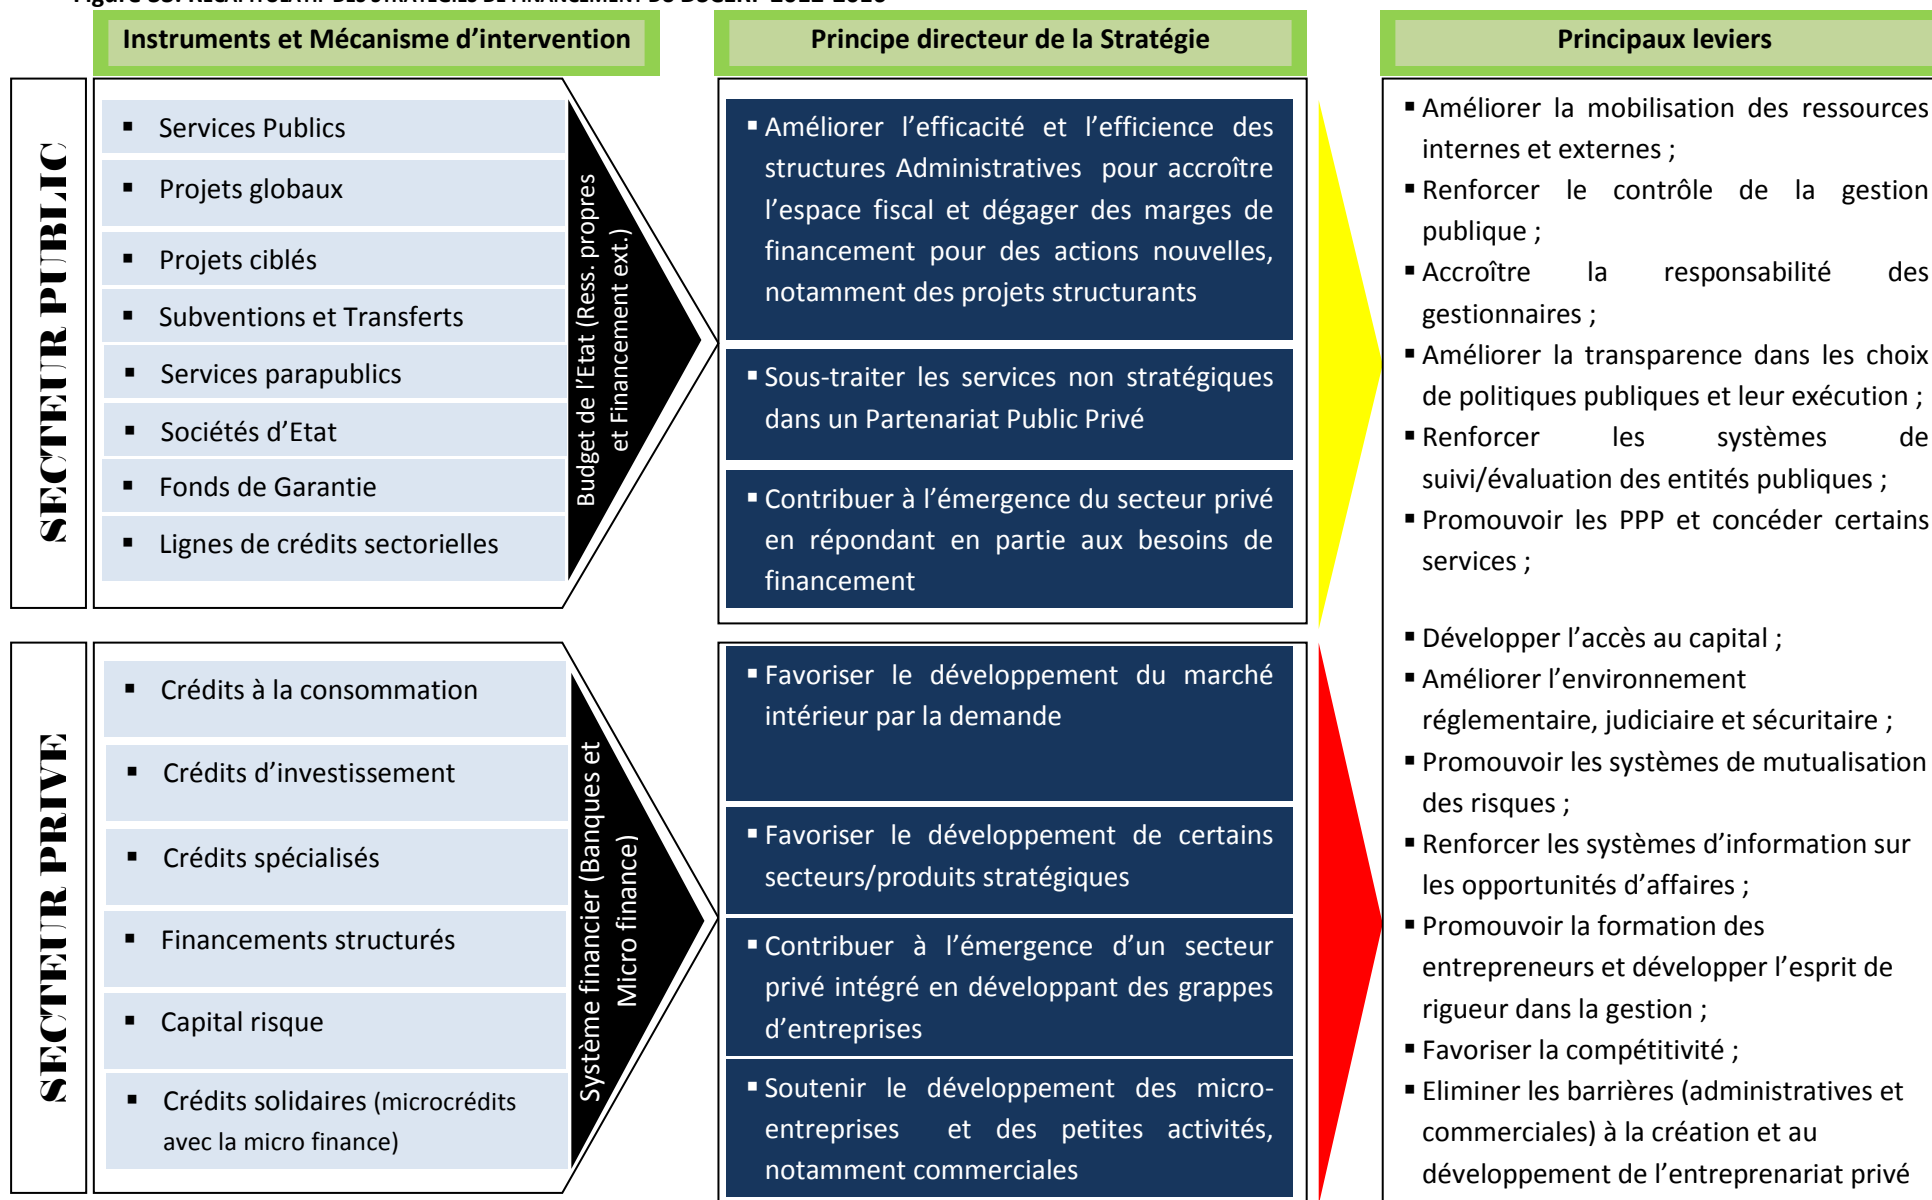 Instruments et Mécanisme d'intervention
Principe directeur de la Stratégie
Principaux leviers
SECTEUR PUBLIC
▪ Services Publics
▪ Projets globaux
▪ Projets ciblés
▪ Subventions et Transferts
▪ Services parapublics
▪ Sociétés d'Etat
▪ Fonds de Garantie
▪ Lignes de crédits sectorielles
Budget de l'Etat (Ress. propres
et Financement ext.)
▪ Améliorer l'efficacité et l'efficience des
structures Administratives pour accroître
l'espace fiscal et dégager des marges de
financement pour des actions nouvelles,
notamment des projets structurants
▪ Sous-traiter les services non stratégiques
dans un Partenariat Public Privé
▪ Contribuer à l'émergence du secteur privé
en répondant en partie aux besoins de
financement
▪ Améliorer la mobilisation des ressources
internes et externes ;
▪ Renforcer le contrôle de la gestion
publique ;
▪ Accroître la responsabilité des
gestionnaires ;
▪ Améliorer la transparence dans les choix
de politiques publiques et leur exécution ;
▪ Renforcer les systèmes de
suivi/évaluation des entités publiques ;
▪ Promouvoir les PPP et concéder certains
services ;
SECTEUR PRIVE
▪ Crédits à la consommation
▪ Crédits d'investissement
▪ Crédits spécialisés
▪ Financements structurés
▪ Capital risque
▪ Crédits solidaires (microcrédits
avec la micro finance)
Système financier (Banques et
Micro finance)
▪ Favoriser le développement du marché
intérieur par la demande
▪ Favoriser le développement de certains
secteurs/produits stratégiques
▪ Contribuer à l'émergence d'un secteur
privé intégré en développant des grappes
d'entreprises
▪ Soutenir le développement des micro-
entreprises et des petites activités,
notamment commerciales
▪ Développer l'accès au capital ;
▪ Améliorer l'environnement
réglementaire, judiciaire et sécuritaire ;
▪ Promouvoir les systèmes de mutualisation
des risques ;
▪ Renforcer les systèmes d'information sur
les opportunités d'affaires ;
▪ Promouvoir la formation des
entrepreneurs et développer l'esprit de
rigueur dans la gestion ;
▪ Favoriser la compétitivité ;
▪ Eliminer les barrières (administratives et
commerciales) à la création et au
développement de l'entreprenariat privé